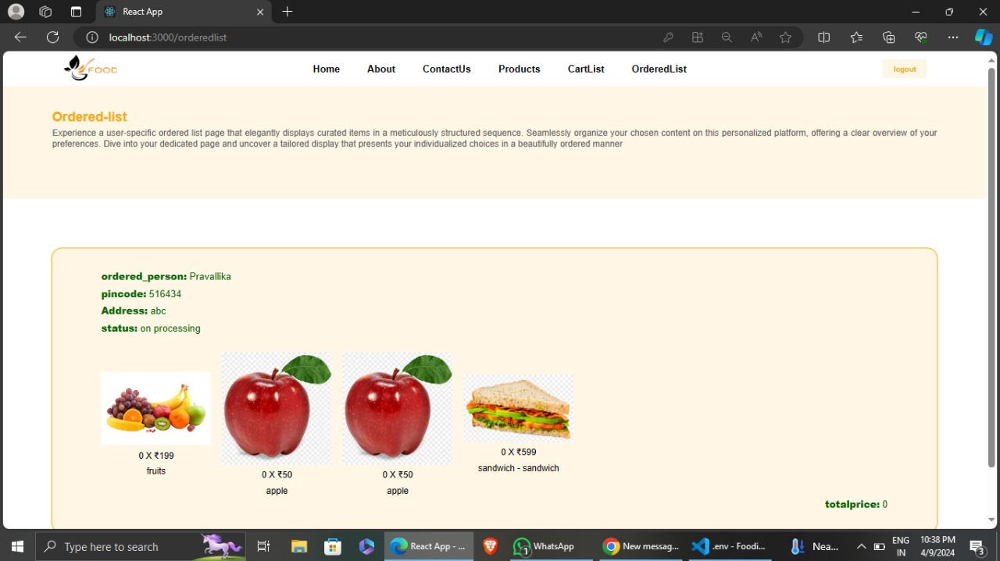 React App
localhost:3000/orderedlist
FOOD
Home About ContactUs Products CartList OrderedList logout
Ordered-list
Experience a user-specific ordered list page that elegantly displays curated items in a meticulously structured sequence. Seamlessly organize your chosen content on this personalized platform, offering a clear overview of your
preferences. Dive into your dedicated page and uncover a tailored display that presents your individualized choices in a beautifully ordered manner
ordered_person: Pravallika
pincode: 516434
Address: abc
status: on processing
0 X ₹199
fruits
0 X ₹50
apple
0 X ₹50
apple
0 X ₹599
sandwich - sandwich
totalprice: 0
Type here to search
React App - ...
1
WhatsApp
New messag...
.env - Foodi...
Nea...
ENG
IN
10:38 PM
4/9/2024
3